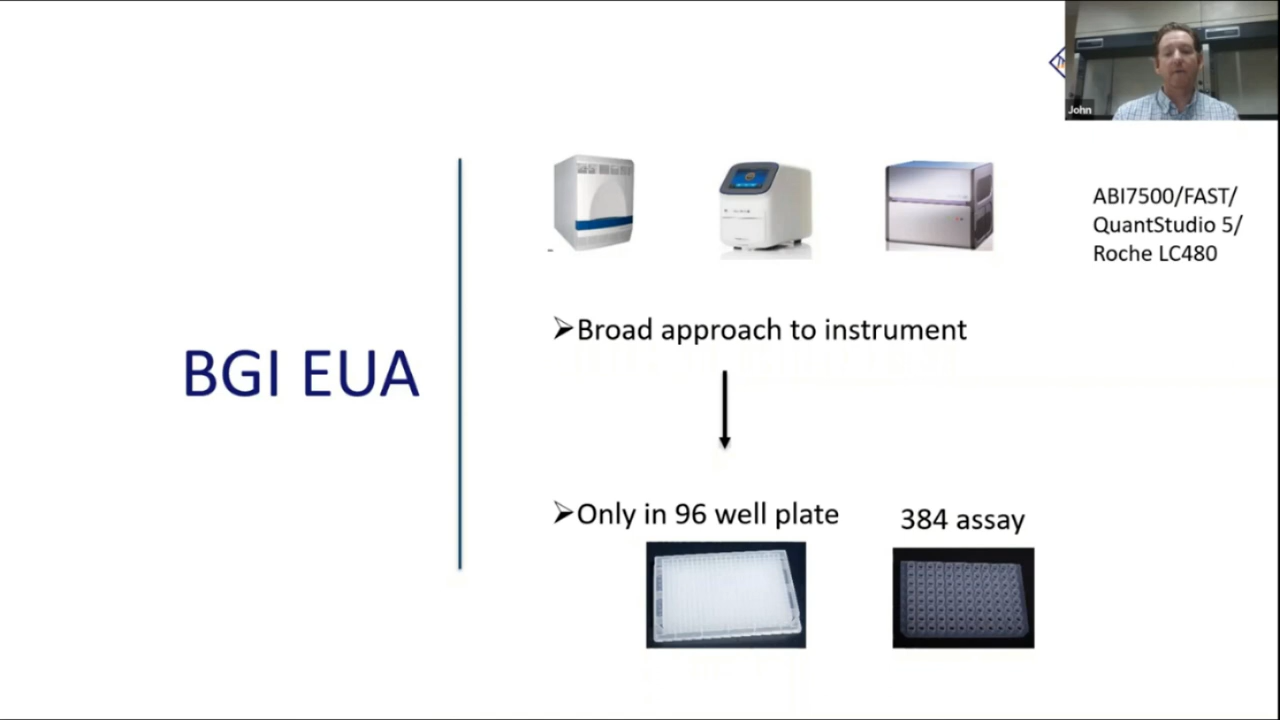 John
ABI7500/FAST/
QuantStudio 5/
Roche LC480
➢Broad approach to instrument
BGI EUA
➢Only in 96 well plate
384 assay